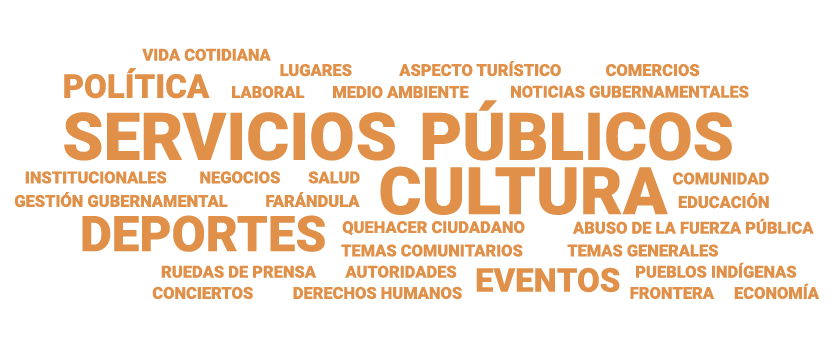 VIDA COTIDIANA
LUGARES ASPECTO TURÍSTICO COMERCIOS
POLÍTICA LABORAL MEDIO AMBIENTE NOTICIAS GUBERNAMENTALES
SERVICIOS PÚBLICOS
INSTITUCIONALES NEGOCIOS SALUD CULTURA COMUNIDAD
GESTIÓN GUBERNAMENTAL FARÁNDULA EDUCACIÓN
DEPORTES QUEHACER CIUDADANO ABUSO DE LA FUERZA PÚBLICA
TEMAS COMUNITARIOS TEMAS GENERALES
RUEDAS DE PRENSA AUTORIDADES EVENTOS PUEBLOS INDÍGENAS
CONCIERTOS DERECHOS HUMANOS FRONTERA ECONOMÍA